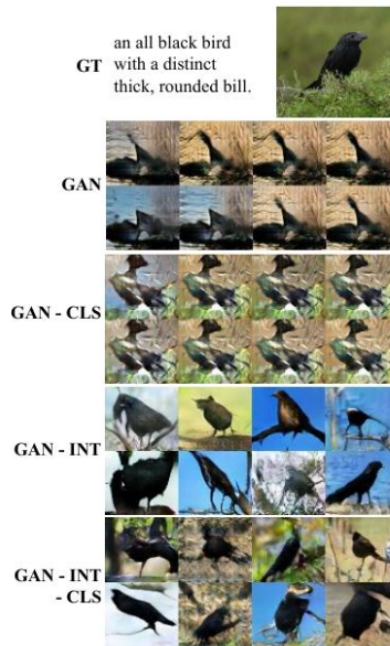 GT
an all black bird
with a distinct
thick, rounded bill.
GAN
GAN - CLS
GAN - INT
GAN - INT
- CLS